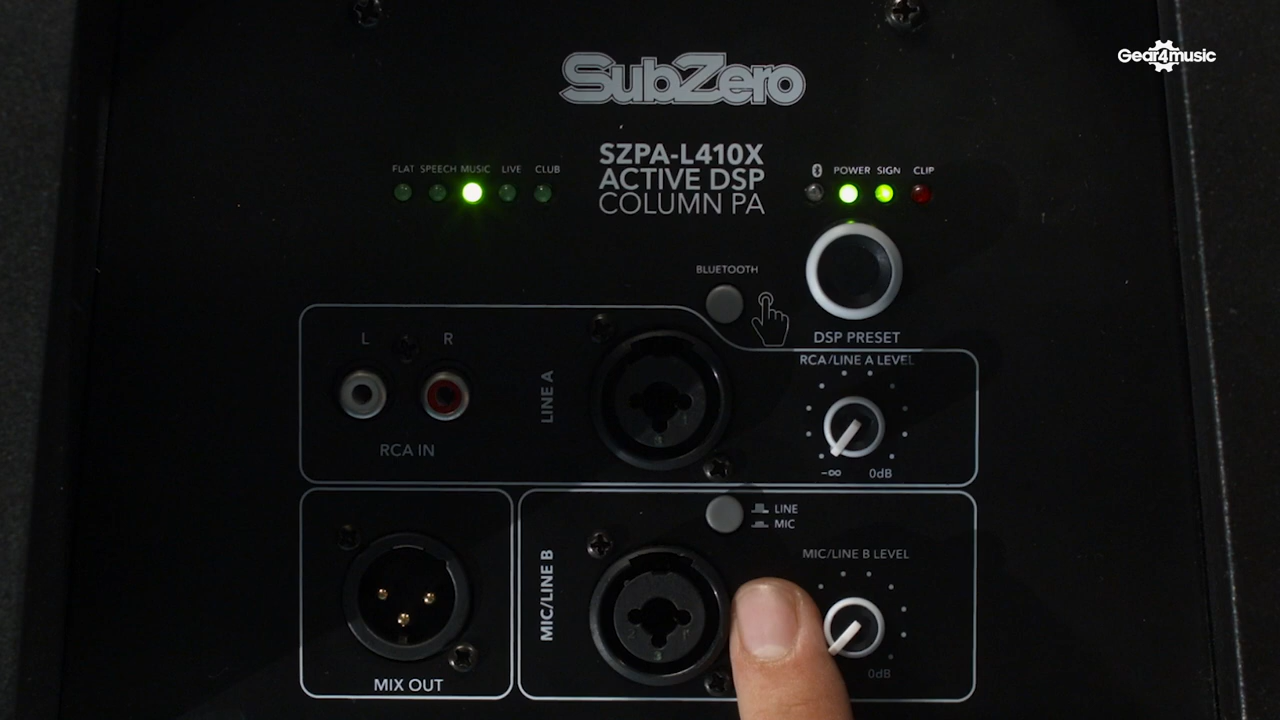 Gear4music
SubZero
SZPA-L410X
ACTIVE DSP
COLUMN PA
FLAT SPEECH MUSIC LIVE CLUB
POWER SIGN CLIP
BLUETOOTH
DSP PRESET
L R
RCA IN
LINE A
RCA/LINE A LEVEL
-∞ 0dB
LINE
MIC
MIC/LINE B
MIC/LINE B LEVEL
0dB
MIX OUT